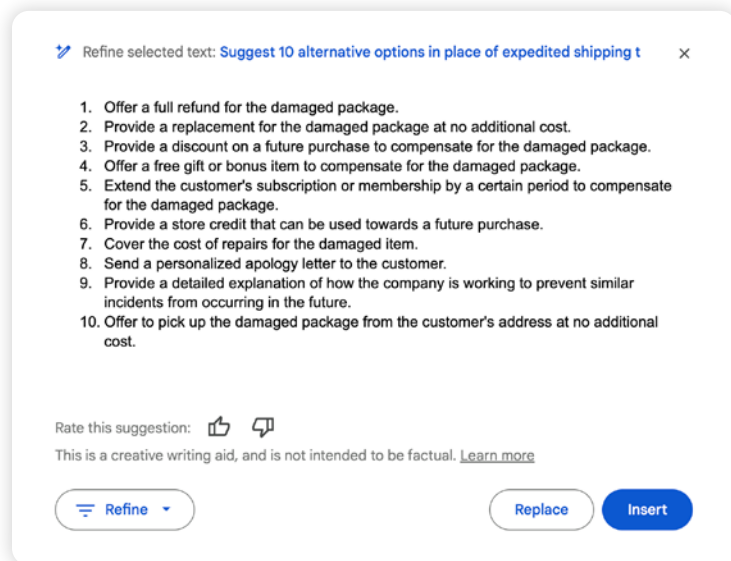 Refine selected text: Suggest 10 alternative options in place of expedited shipping t
1. Offer a full refund for the damaged package.
2. Provide a replacement for the damaged package at no additional cost.
3. Provide a discount on a future purchase to compensate for the damaged package.
4. Offer a free gift or bonus item to compensate for the damaged package.
5. Extend the customer's subscription or membership by a certain period to compensate
for the damaged package.
6. Provide a store credit that can be used towards a future purchase.
7. Cover the cost of repairs for the damaged item.
8. Send a personalized apology letter to the customer.
9. Provide a detailed explanation of how the company is working to prevent similar
incidents from occurring in the future.
10. Offer to pick up the damaged package from the customer's address at no additional
cost.
Rate this suggestion:
This is a creative writing aid, and is not intended to be factual. Learn more
Refine Replace Insert